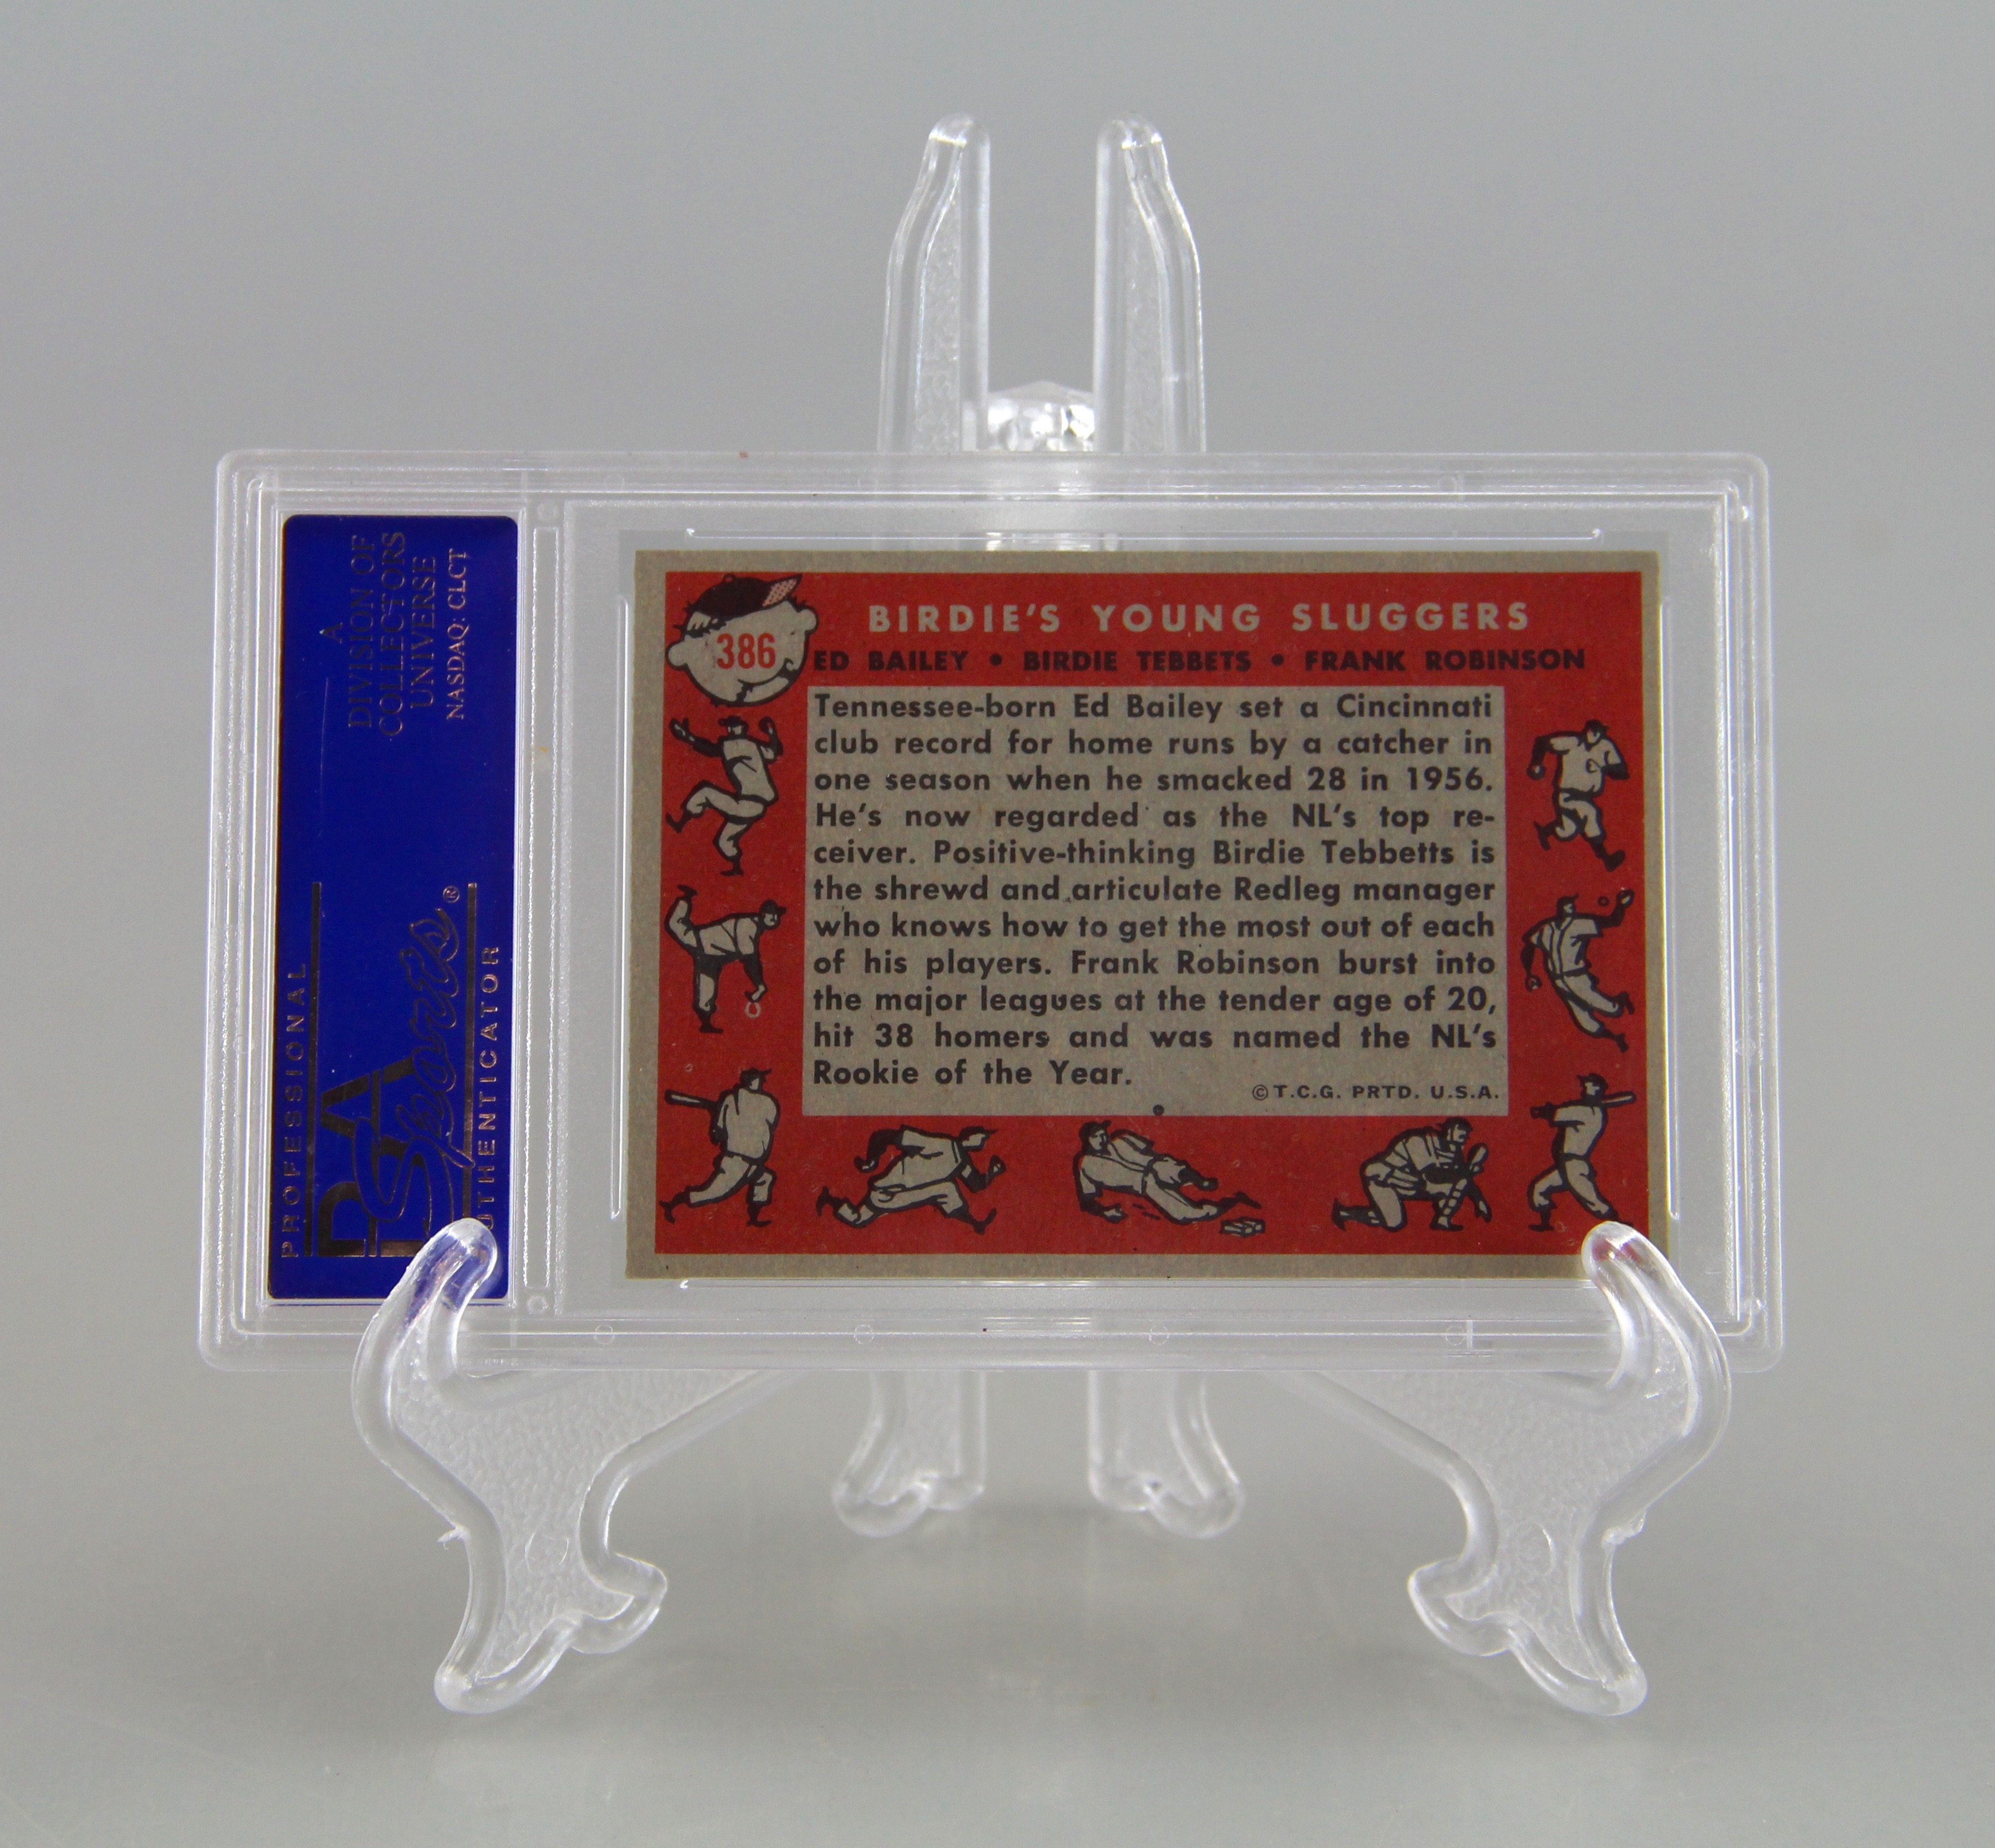 A
DIVISION OF
COLLECTORS
UNIVERSE
NASDAQ: CLCT
PROFESSIONAL
PSA
Sports®
AUTHENTICATOR
386
BIRDIE'S YOUNG SLUGGERS
ED BAILEY • BIRDIE TEBBETS • FRANK ROBINSON
Tennessee-born Ed Bailey set a Cincinnati
club record for home runs by a catcher in
one season when he smacked 28 in 1956.
He's now regarded as the NL's top re-
ceiver. Positive-thinking Birdie Tebbetts is
the shrewd and articulate Redleg manager
who knows how to get the most out of each
of his players. Frank Robinson burst into
the major leagues at the tender age of 20,
hit 38 homers and was named the NL's
Rookie of the Year.
© T.C.G. PRTD. U.S.A.